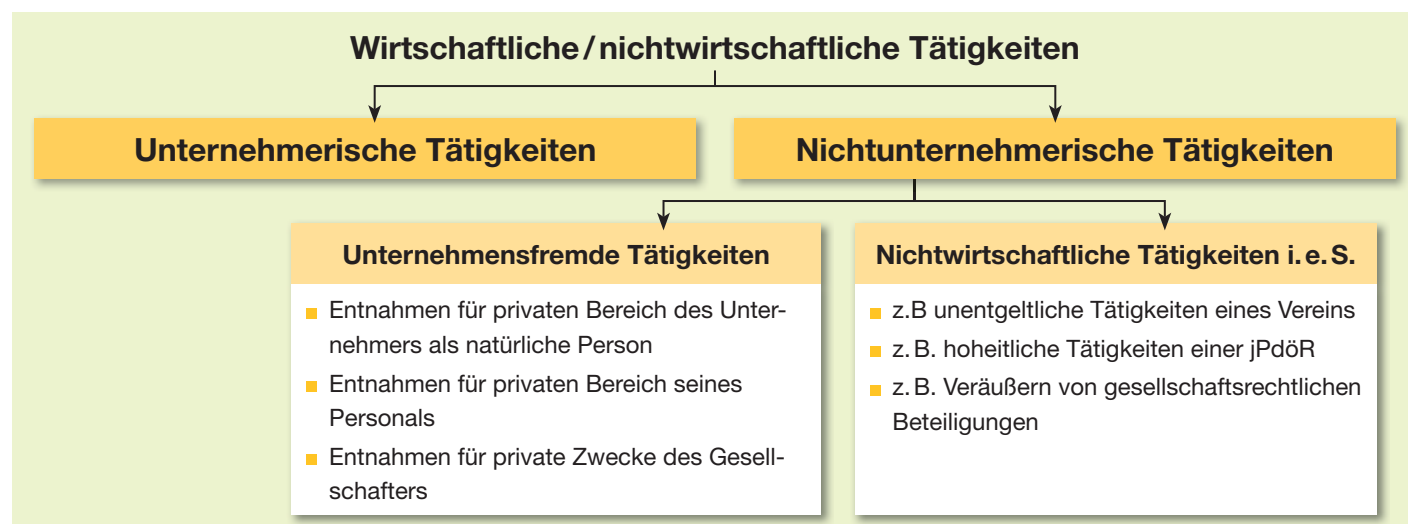 Wirtschaftliche/nichtwirtschaftliche Tätigkeiten
Unternehmerische Tätigkeiten
Nichtunternehmerische Tätigkeiten
Unternehmensfremde Tätigkeiten
Entnahmen für privaten Bereich des Unter-
nehmers als natürliche Person
Entnahmen für privaten Bereich seines
Personals
Entnahmen für private Zwecke des Gesell-
schafters
Nichtwirtschaftliche Tätigkeiten i.e.S.
z.B unentgeltliche Tätigkeiten eines Vereins
z.B. hoheitliche Tätigkeiten einer jPdöR
z.B. Veräußern von gesellschaftsrechtlichen
Beteiligungen